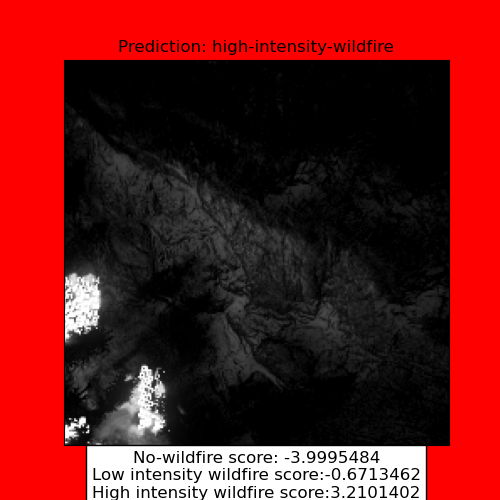 Prediction: high-intensity-wildfire
No-wildfire score: -3.9995484
Low intensity wildfire score:-0.6713462
High intensity wildfire score:3.2101402